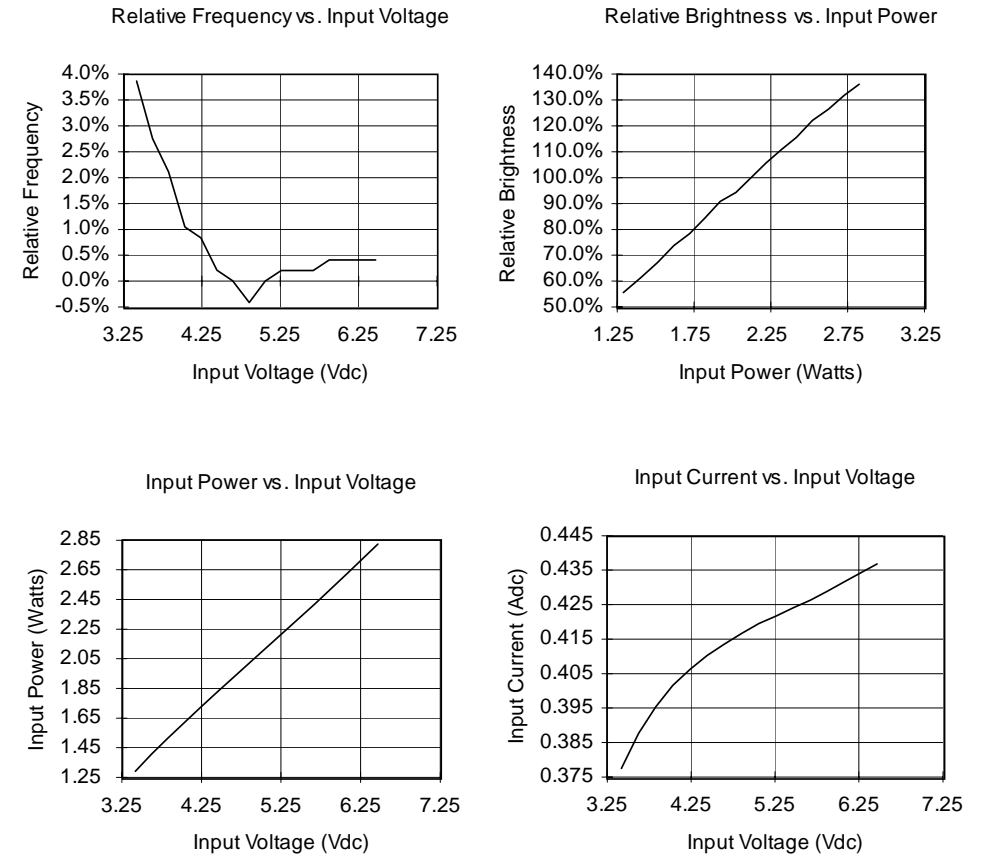 Relative Frequency vs. Input Voltage
Relative Frequency
4.0%
3.5%
3.0%
2.5%
2.0%
1.5%
1.0%
0.5%
0.0%
-0.5%
3.25 4.25 5.25 6.25 7.25
Input Voltage (Vdc)
Relative Brightness vs. Input Power
Relative Brightness
140.0%
130.0%
120.0%
110.0%
100.0%
90.0%
80.0%
70.0%
60.0%
50.0%
1.25 1.75 2.25 2.75 3.25
Input Power (Watts)
Input Power vs. Input Voltage
Input Power (Watts)
2.85
2.65
2.45
2.25
2.05
1.85
1.65
1.45
1.25
3.25 4.25 5.25 6.25 7.25
Input Voltage (Vdc)
Input Current vs. Input Voltage
Input Current (Adc)
0.445
0.435
0.425
0.415
0.405
0.395
0.385
0.375
3.25 4.25 5.25 6.25 7.25
Input Voltage (Vdc)